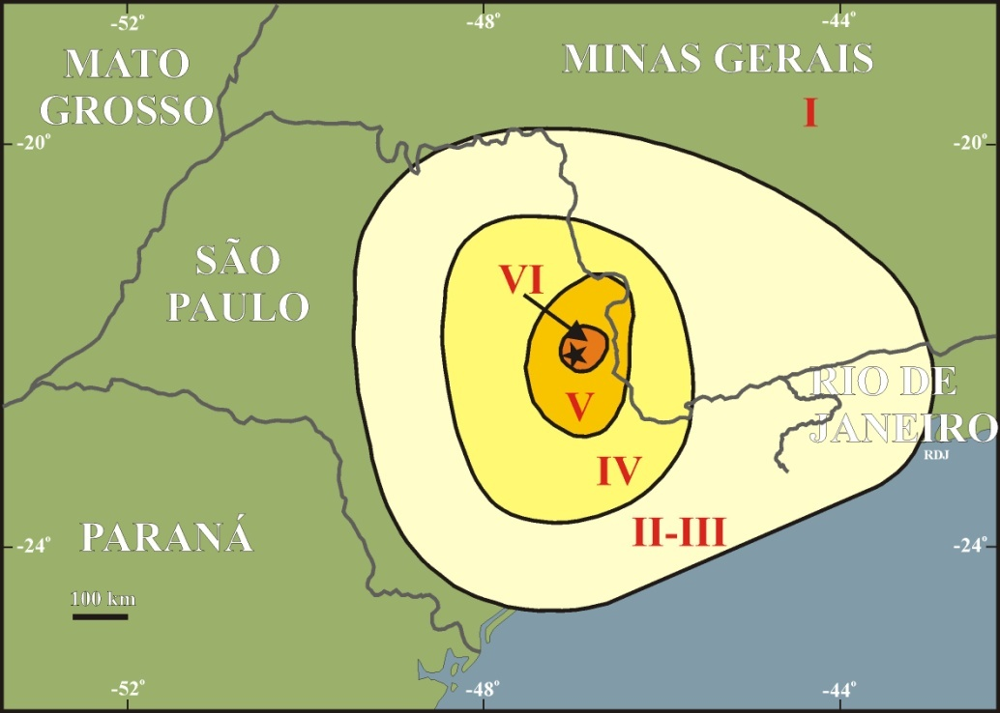 -52°
-48°
-44°
MATO
GROSSO
MINAS GERAIS
I
-20°
-20°
SÃO
PAULO
VI
V
RIO DE
JANEIRO
RDJ
IV
II-III
PARANÁ
-24°
-24°
100 km
-52°
-48°
-44°